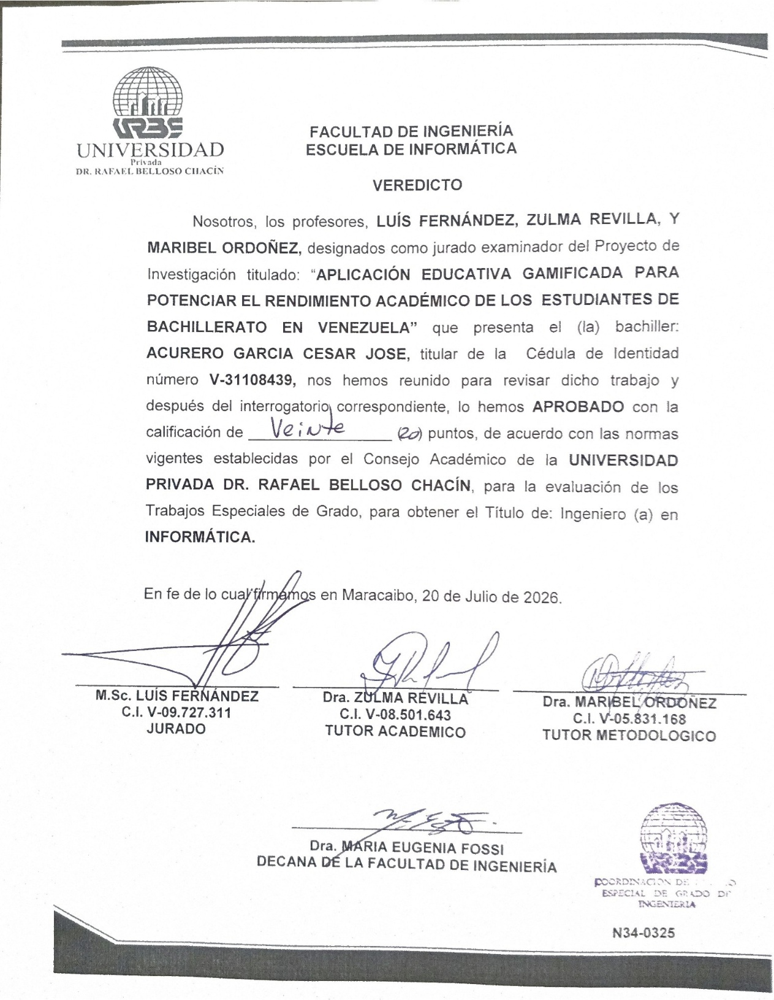 URBE
UNIVERSIDAD
Privada
DR. RAFAEL BELLOSO CHACÍN
FACULTAD DE INGENIERÍA
ESCUELA DE INFORMÁTICA
VEREDICTO
Nosotros, los profesores, LUÍS FERNÁNDEZ, ZULMA REVILLA, Y
MARIBEL ORDOÑEZ, designados como jurado examinador del Proyecto de
Investigación titulado: “APLICACIÓN EDUCATIVA GAMIFICADA PARA
POTENCIAR EL RENDIMIENTO ACADÉMICO DE LOS ESTUDIANTES DE
BACHILLERATO EN VENEZUELA” que presenta el (la) bachiller:
ACURERO GARCIA CESAR JOSE, titular de la Cédula de Identidad
número V-31108439, nos hemos reunido para revisar dicho trabajo y
después del interrogatorio correspondiente, lo hemos APROBADO con la
calificación de Veinte (20) puntos, de acuerdo con las normas
vigentes establecidas por el Consejo Académico de la UNIVERSIDAD
PRIVADA DR. RAFAEL BELLOSO CHACÍN, para la evaluación de los
Trabajos Especiales de Grado, para obtener el Título de: Ingeniero (a) en
INFORMÁTICA.
En fe de lo cual firmamos en Maracaibo, 20 de Julio de 2026.
M.Sc. LUÍS FERNÁNDEZ
C.I. V-09.727.311
JURADO
Dra. ZULMA REVILLA
C.I. V-08.501.643
TUTOR ACADEMICO
Dra. MARIBEL ORDOÑEZ
C.I. V-05.831.168
TUTOR METODOLOGICO
Dra. MARIA EUGENIA FOSSI
DECANA DE LA FACULTAD DE INGENIERÍA
COORDINACION DE
ESPECIAL DE GRADO DE
INGENIERIA
N34-0325